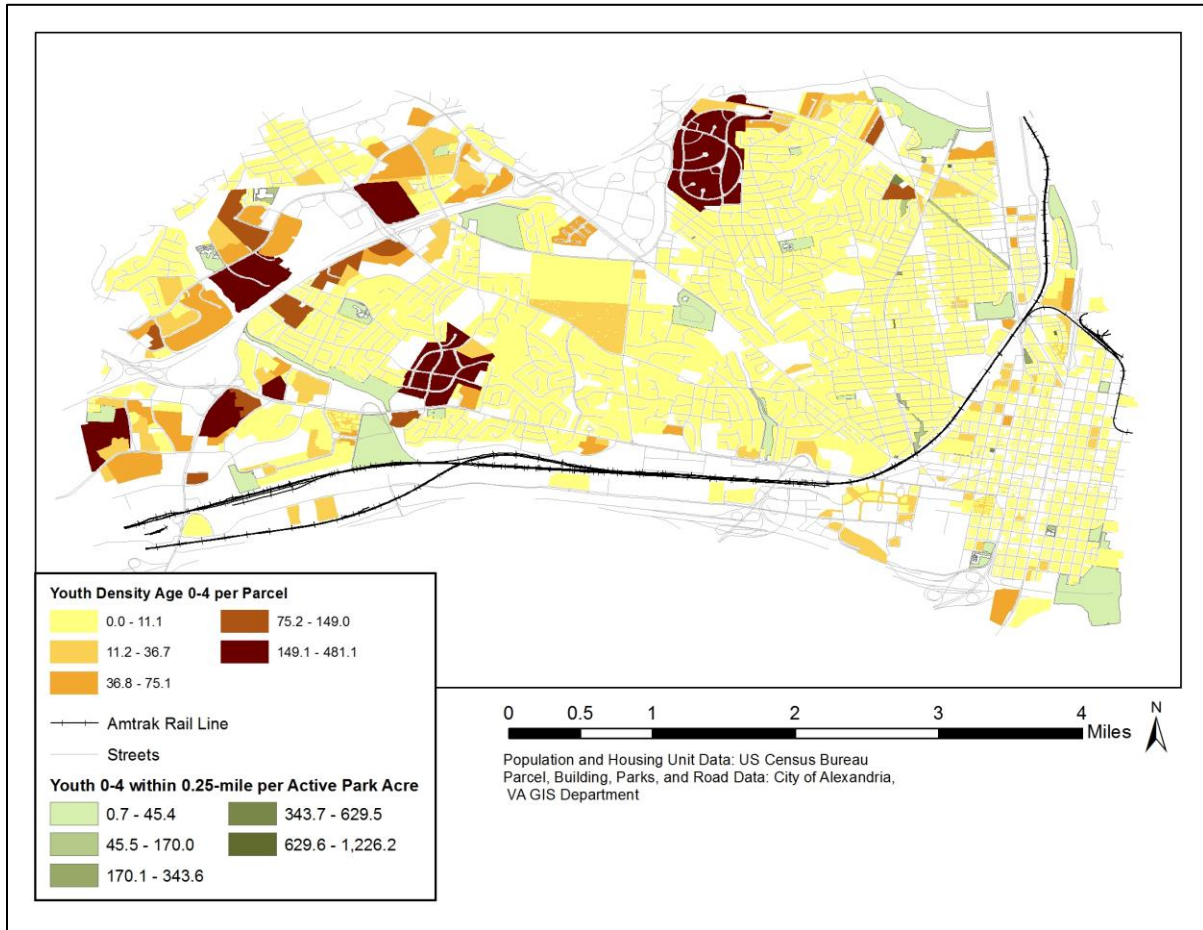 Youth Density Age 0-4 per Parcel
0.0 - 11.1
75.2 - 149.0
11.2 - 36.7
149.1 - 481.1
36.8 - 75.1
Amtrak Rail Line
Streets
Youth 0-4 within 0.25-mile per Active Park Acre
0.7 - 45.4
343.7 - 629.5
45.5 - 170.0
629.6 - 1,226.2
170.1 - 343.6
0 0.5 1 2 3 4
Miles
N
Population and Housing Unit Data: US Census Bureau
Parcel, Building, Parks, and Road Data: City of Alexandria,
VA GIS Department